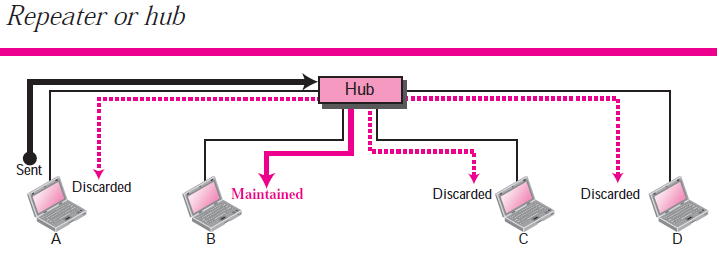 Repeater or hub
Hub
Sent
Discarded
Maintained
Discarded
Discarded
A
B
C
D